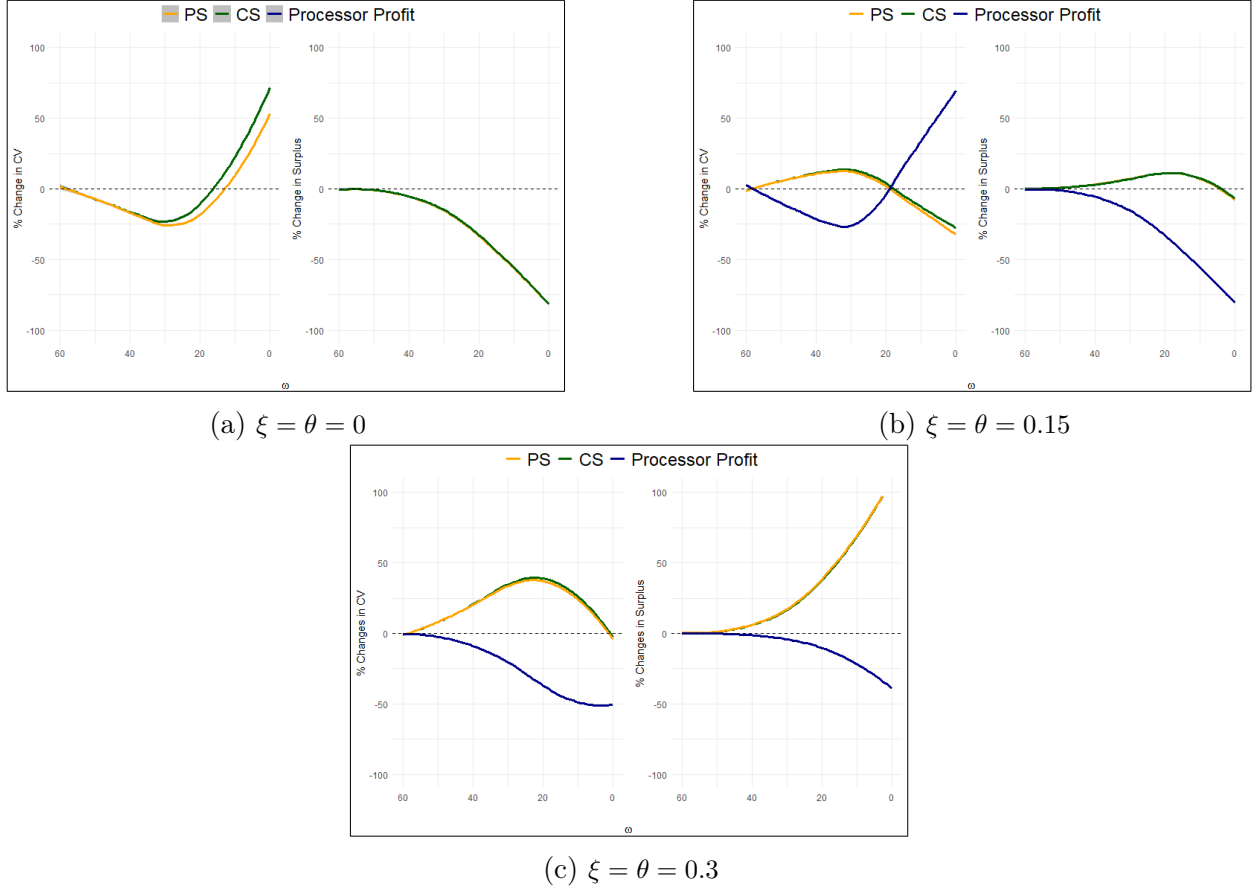 PS CS Processor Profit
% Change in CV
100
50
0
-50
-100
60 40 20 0
% Change in Surplus
100
50
0
-50
-100
60 40 20 0
ω
(a) ξ = θ = 0
PS CS Processor Profit
% Change in CV
100
50
0
-50
-100
60 40 20 0
% Change in Surplus
100
50
0
-50
-100
60 40 20 0
ω
(b) ξ = θ = 0.15
PS CS Processor Profit
% Changes in CV
100
50
0
-50
-100
60 40 20 0
% Changes in Surplus
100
50
0
-50
-100
60 40 20 0
ω
(c) ξ = θ = 0.3